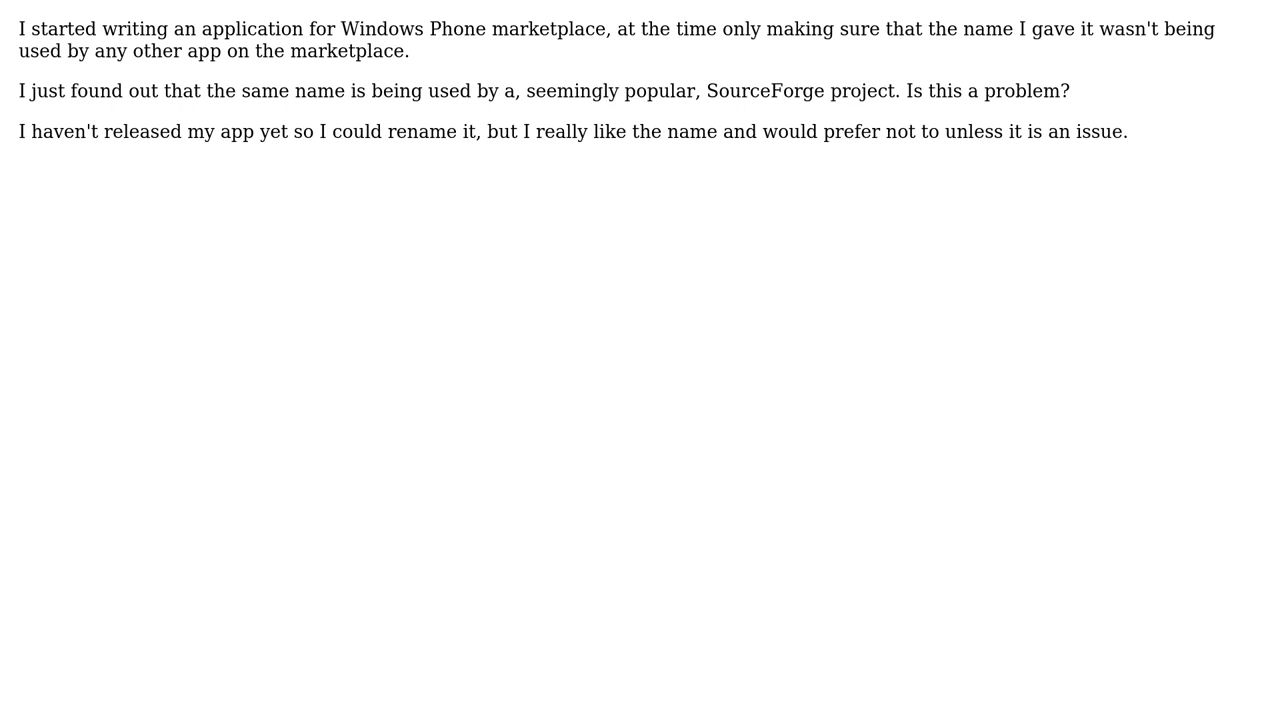 I started writing an application for Windows Phone marketplace, at the time only making sure that the name I gave it wasn't being
used by any other app on the marketplace.
I just found out that the same name is being used by a, seemingly popular, SourceForge project. Is this a problem?
I haven't released my app yet so I could rename it, but I really like the name and would prefer not to unless it is an issue.